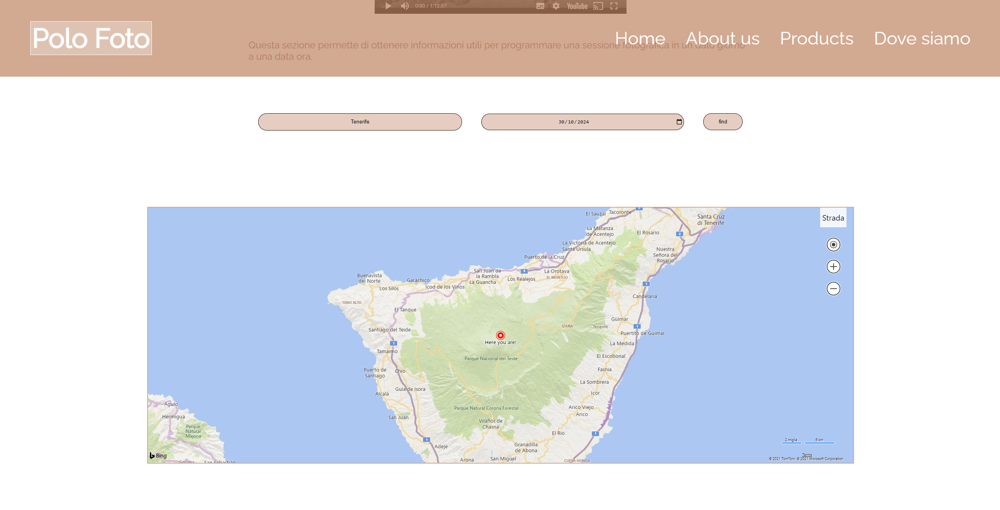 0:00 / 1:12:37
YouTube
Polo Foto
Home
About us
Products
Dove siamo
Questa sezione permette di ottenere informazioni utili per programmare una sessione fotografica in un dato giorno
a una data ora.
Tenerife
30/10/2024
find
Strada
El Sauzal
Tacoronte
Santa Cruz
di Tenerife
La Matanza
de Acentejo
El Rosario
2
La Victoria de Acentejo
Santa Ursula
Nuestra
Señora del
Rosario
Puerto de la Cruz
San Juan de
la Rambla
5
La Orotava
Buenavista
del Norte
Garachico
La Guancha
Los Realejos
EL MONTIJO
1
Los Silos
Icod de los Vinos
Candelaria
TENO ALTO
El Tanque
Güímar
Santiago del Teide
IZAÑA
Tenerife
1
Puertito de Güímar
Here you are!
1
La Medida
Tamaimo
El Escobonal
Parque Nacional del Teide
Puerto de
Santiago
Chío
Fasnia
La Sombrera
Guía de Isora
Alcalá
Icor
Agulo
Parque Natural Corona Forestal
Arico Viejo
Arico
Autopista del Sur
Hermigua
San Juan
Vilaflor de
Chasna
Parque
Natural
Majona
El Río
1
1
2 miglia
5 km
Adeje
Granadilla
de Abona
Bing
Arona
San Miguel
CUEVA HONDA
Gomera
San Sebastián
Terms
© 2021 TomTom, © 2021 Microsoft Corporation